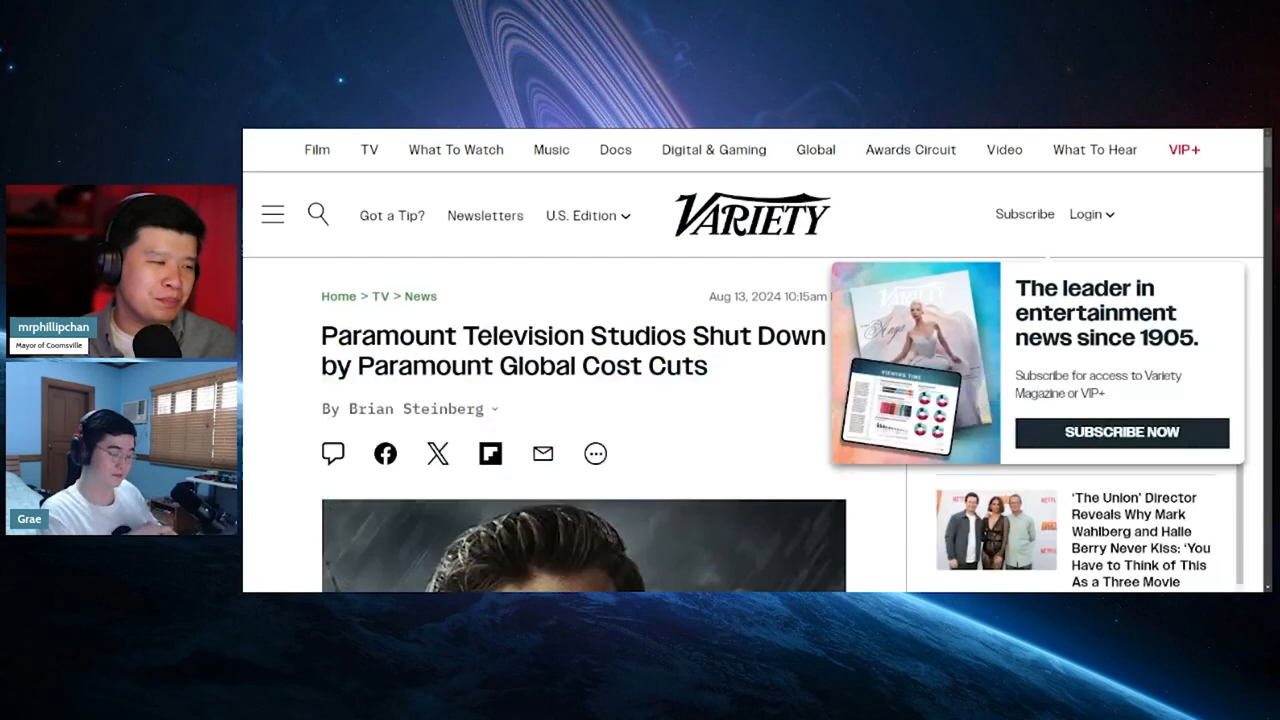 Film TV What To Watch Music Docs Digital & Gaming Global Awards Circuit Video What To Hear VIP+
Got a Tip? Newsletters U.S. Edition VARIETY Subscribe Login
Home > TV > News
Aug 13, 2024 10:15am
Paramount Television Studios Shut Down
by Paramount Global Cost Cuts
By Brian Steinberg
VARIETY
VIEWING TIME
The leader in
entertainment
news since 1905.
Subscribe for access to Variety
Magazine or VIP+
SUBSCRIBE NOW
'The Union' Director
Reveals Why Mark
Wahlberg and Halle
Berry Never Kiss: 'You
Have to Think of This
As a Three Movie
mrphillipchan
Mayor of Coomsville
Grae